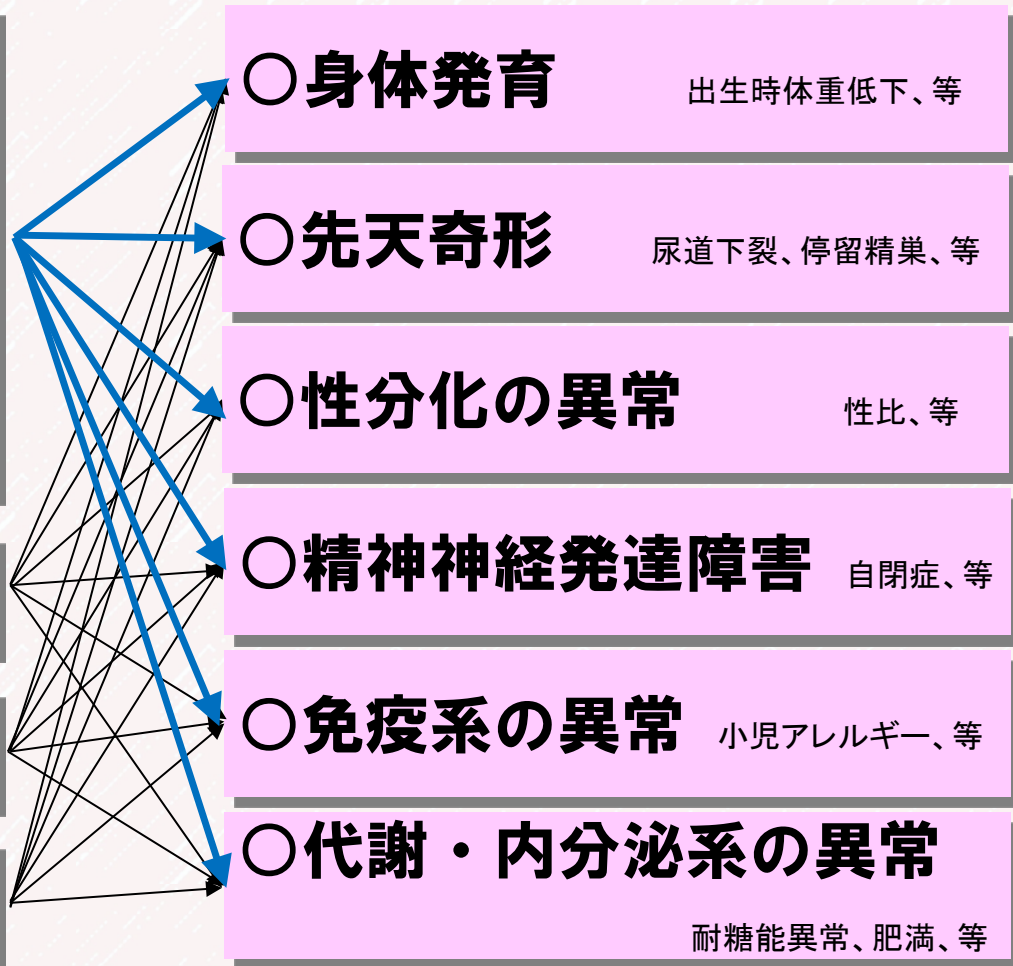 ○身体発育 出生時体重低下、等
○先天奇形 尿道下裂、停留精巣、等
○性分化の異常 性比、等
○精神神経発達障害 自閉症、等
○免疫系の異常 小児アレルギー、等
○代謝・内分泌系の異常
耐糖能異常、肥満、等